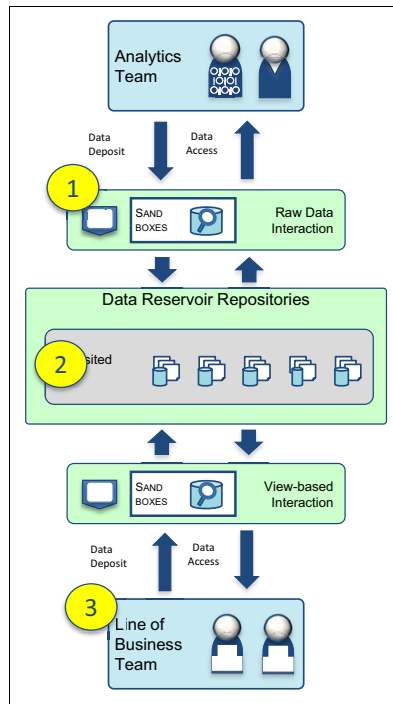 Analytics
Team
Data
Deposit
Data
Access
1
SAND
BOXES
Raw Data
Interaction
Data Reservoir Repositories
2
sited
SAND
BOXES
View-based
Interaction
Data
Deposit
Data
Access
3
Line of
Business
Team